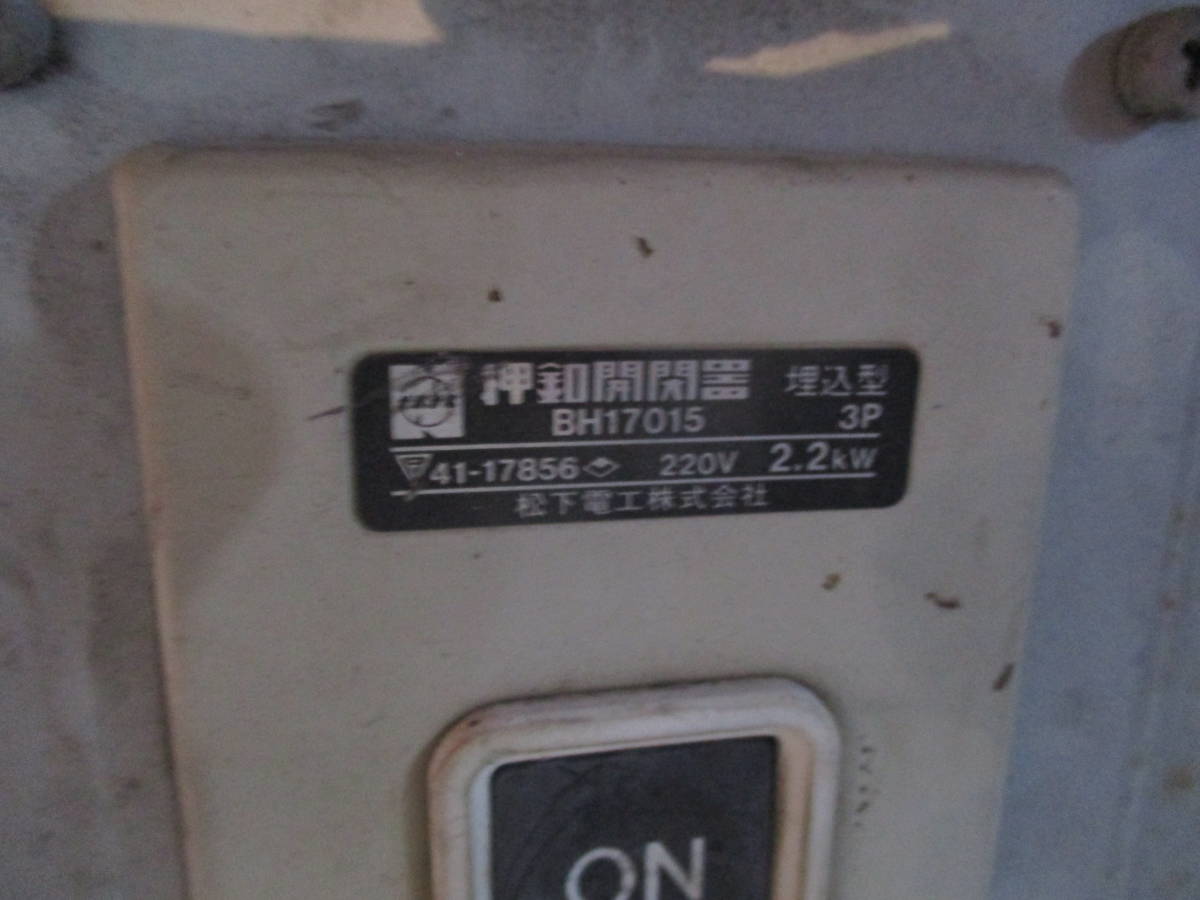 押釦開閉器 埋込型
BH17015 3P
41-17856 220V 2.2kW
松下電工株式会社
ON